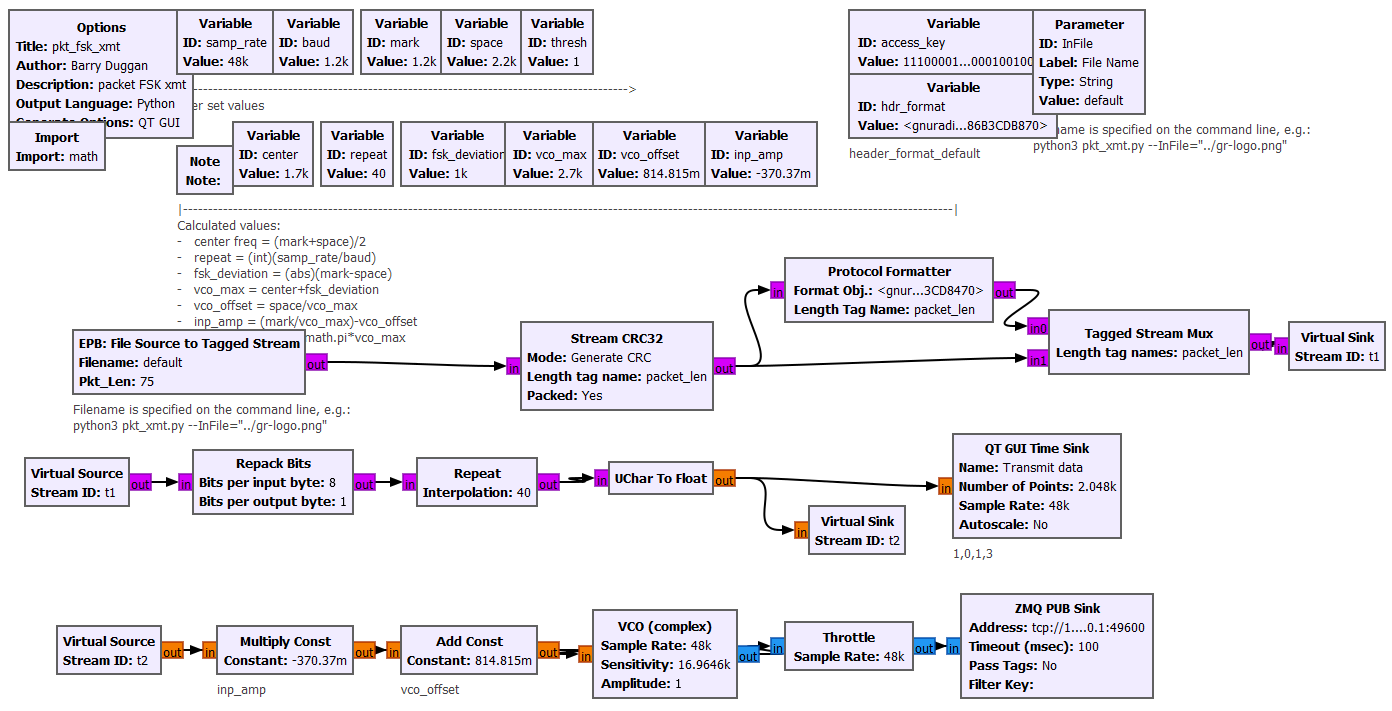 Options
Title: pkt_fsk_xmt
Author: Barry Duggan
Description: packet FSK xmt
Output Language: Python
Generate Options: QT GUI
Variable
ID: samp_rate
Value: 48k
Variable
ID: baud
Value: 1.2k
Variable
ID: mark
Value: 1.2k
Variable
ID: space
Value: 2.2k
Variable
ID: thresh
Value: 1
Variable
ID: access_key
Value: 11100001...000100100
Parameter
ID: InFile
Label: File Name
Type: String
Value: default
Variable
ID: hdr_format
Value: <gnuradi...86B3CDB870>
header_format_default
name is specified on the command line, e.g.:
python3 pkt_xmt.py --InFile="../gr-logo.png"
--------------------------------------------------->
er set values
Import
Import: math
Note
Note:
Variable
ID: center
Value: 1.7k
Variable
ID: repeat
Value: 40
Variable
ID: fsk_deviation
Value: 1k
Variable
ID: vco_max
Value: 2.7k
Variable
ID: vco_offset
Value: 814.815m
Variable
ID: inp_amp
Value: -370.37m
|----------------------------------------------------------------------|
Calculated values:
- center freq = (mark+space)/2
- repeat = (int)(samp_rate/baud)
- fsk_deviation = (abs)(mark-space)
- vco_max = center+fsk_deviation
- vco_offset = space/vco_max
- inp_amp = (mark/vco_max)-vco_offset
math.pi*vco_max
EPB: File Source to Tagged Stream
Filename: default
Pkt_Len: 75
out
Filename is specified on the command line, e.g.:
python3 pkt_xmt.py --InFile="../gr-logo.png"
in
Stream CRC32
Mode: Generate CRC
Length tag name: packet_len
Packed: Yes
out
in
Protocol Formatter
Format Obj.: <gnur...3CD8470>
Length Tag Name: packet_len
out
in0
in1
Tagged Stream Mux
Length tag names: packet_len
out
in
Virtual Sink
Stream ID: t1
Virtual Source
Stream ID: t1
out
in
Repack Bits
Bits per input byte: 8
Bits per output byte: 1
out
in
Repeat
Interpolation: 40
out
in
UChar To Float
out
in
QT GUI Time Sink
Name: Transmit data
Number of Points: 2.048k
Sample Rate: 48k
Autoscale: No
1,0,1,3
in
Virtual Sink
Stream ID: t2
Virtual Source
Stream ID: t2
out
in
Multiply Const
Constant: -370.37m
out
inp_amp
in
Add Const
Constant: 814.815m
out
vco_offset
in
VCO (complex)
Sample Rate: 48k
Sensitivity: 16.9646k
Amplitude: 1
out
in
Throttle
Sample Rate: 48k
out
in
ZMQ PUB Sink
Address: tcp://1....0.1:49600
Timeout (msec): 100
Pass Tags: No
Filter Key: